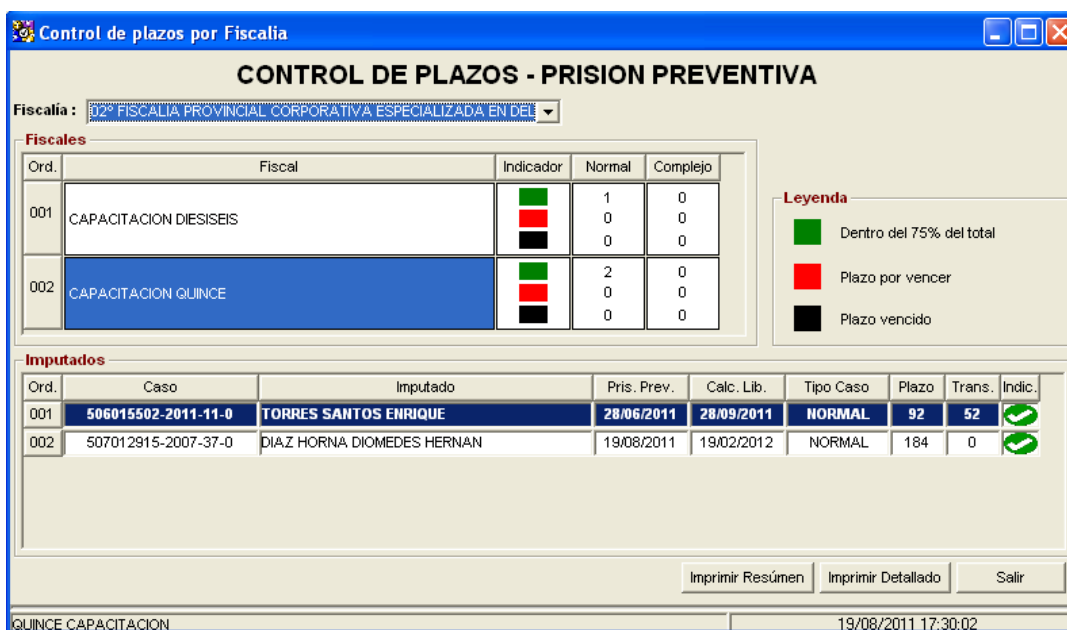 Control de plazos por Fiscalia
CONTROL DE PLAZOS - PRISION PREVENTIVA
Fiscalía : 02° FISCALIA PROVINCIAL CORPORATIVA ESPECIALIZADA EN DEL
Fiscales
Ord. Fiscal Indicador Normal Complejo
001 CAPACITACION DIESISEIS
1 0
0 0
0 0
002 CAPACITACION QUINCE
2 0
0 0
0 0
Leyenda
Dentro del 75% del total
Plazo por vencer
Plazo vencido
Imputados
Ord. Caso Imputado Pris. Prev. Calc. Lib. Tipo Caso Plazo Trans. Indic.
001 506015502-2011-11-0 TORRES SANTOS ENRIQUE 28/06/2011 28/09/2011 NORMAL 92 52
002 507012915-2007-37-0 DIAZ HORNA DIOMEDES HERNAN 19/08/2011 19/02/2012 NORMAL 184 0
Imprimir Resúmen Imprimir Detallado Salir
QUINCE CAPACITACION 19/08/2011 17:30:02